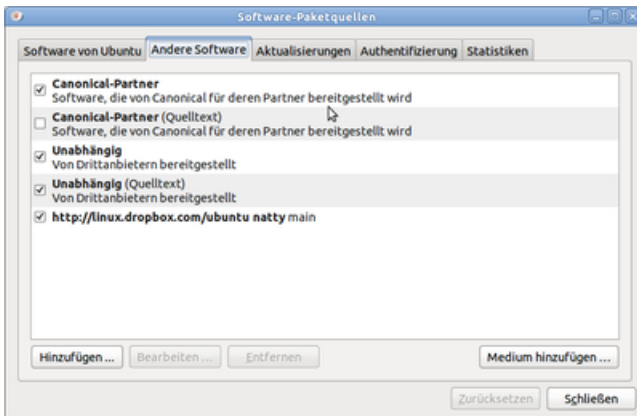 Software-Paketquellen
Software von Ubuntu Andere Software Aktualisierungen Authentifizierung Statistiken
Canonical-Partner
Software, die von Canonical für deren Partner bereitgestellt wird
Canonical-Partner (Quelltext)
Software, die von Canonical für deren Partner bereitgestellt wird
Unabhängig
Von Drittanbietern bereitgestellt
Unabhängig (Quelltext)
Von Drittanbietern bereitgestellt
http://linux.dropbox.com/ubuntu natty main
Hinzufügen ... Bearbeiten ... Entfernen Medium hinzufügen ...
Zurücksetzen Schließen